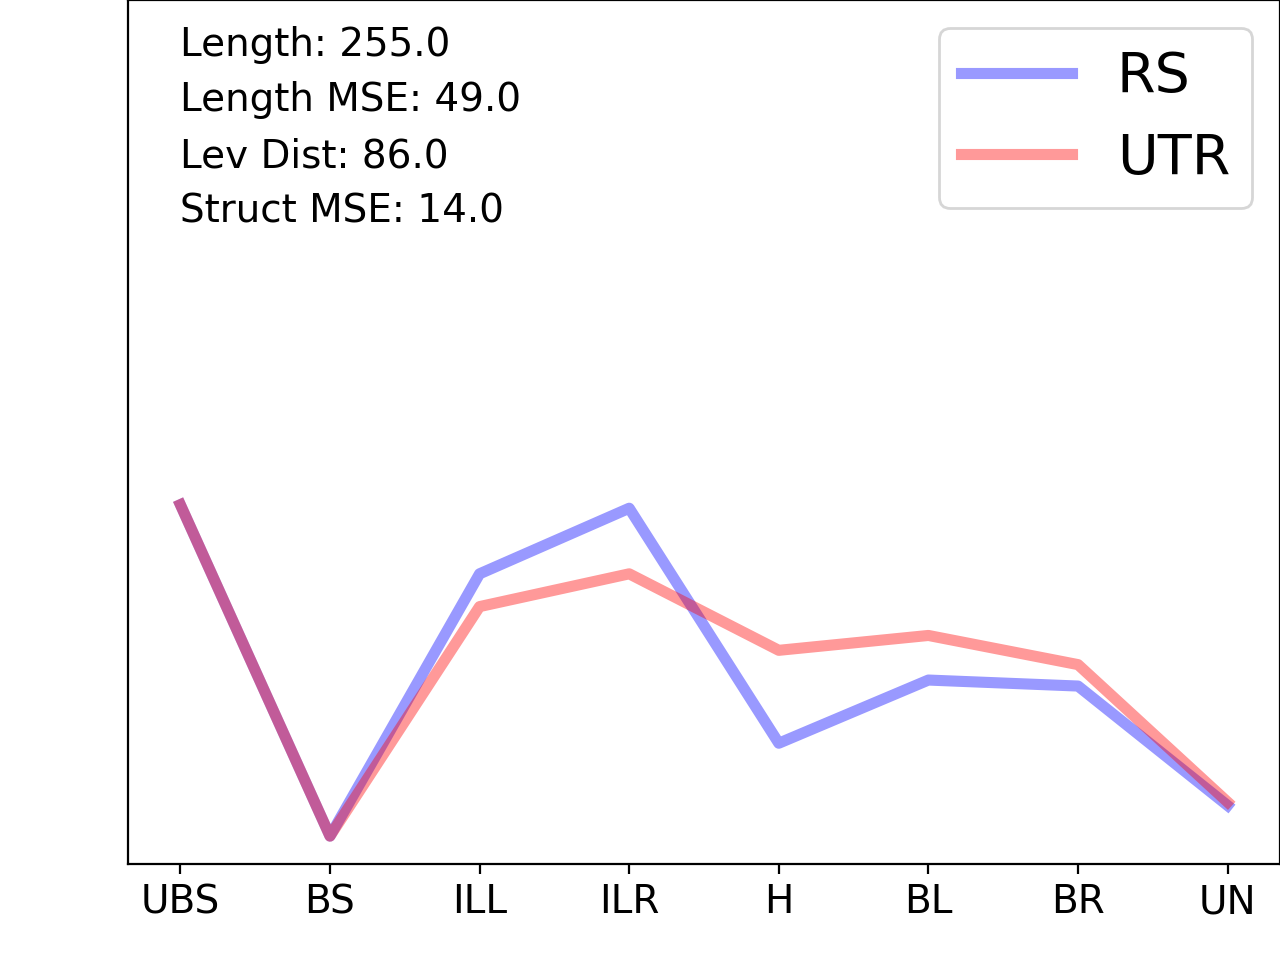 Length: 255.0
Length MSE: 49.0
Lev Dist: 86.0
Struct MSE: 14.0
RS
UTR
UBS BS ILL ILR H BL BR UN